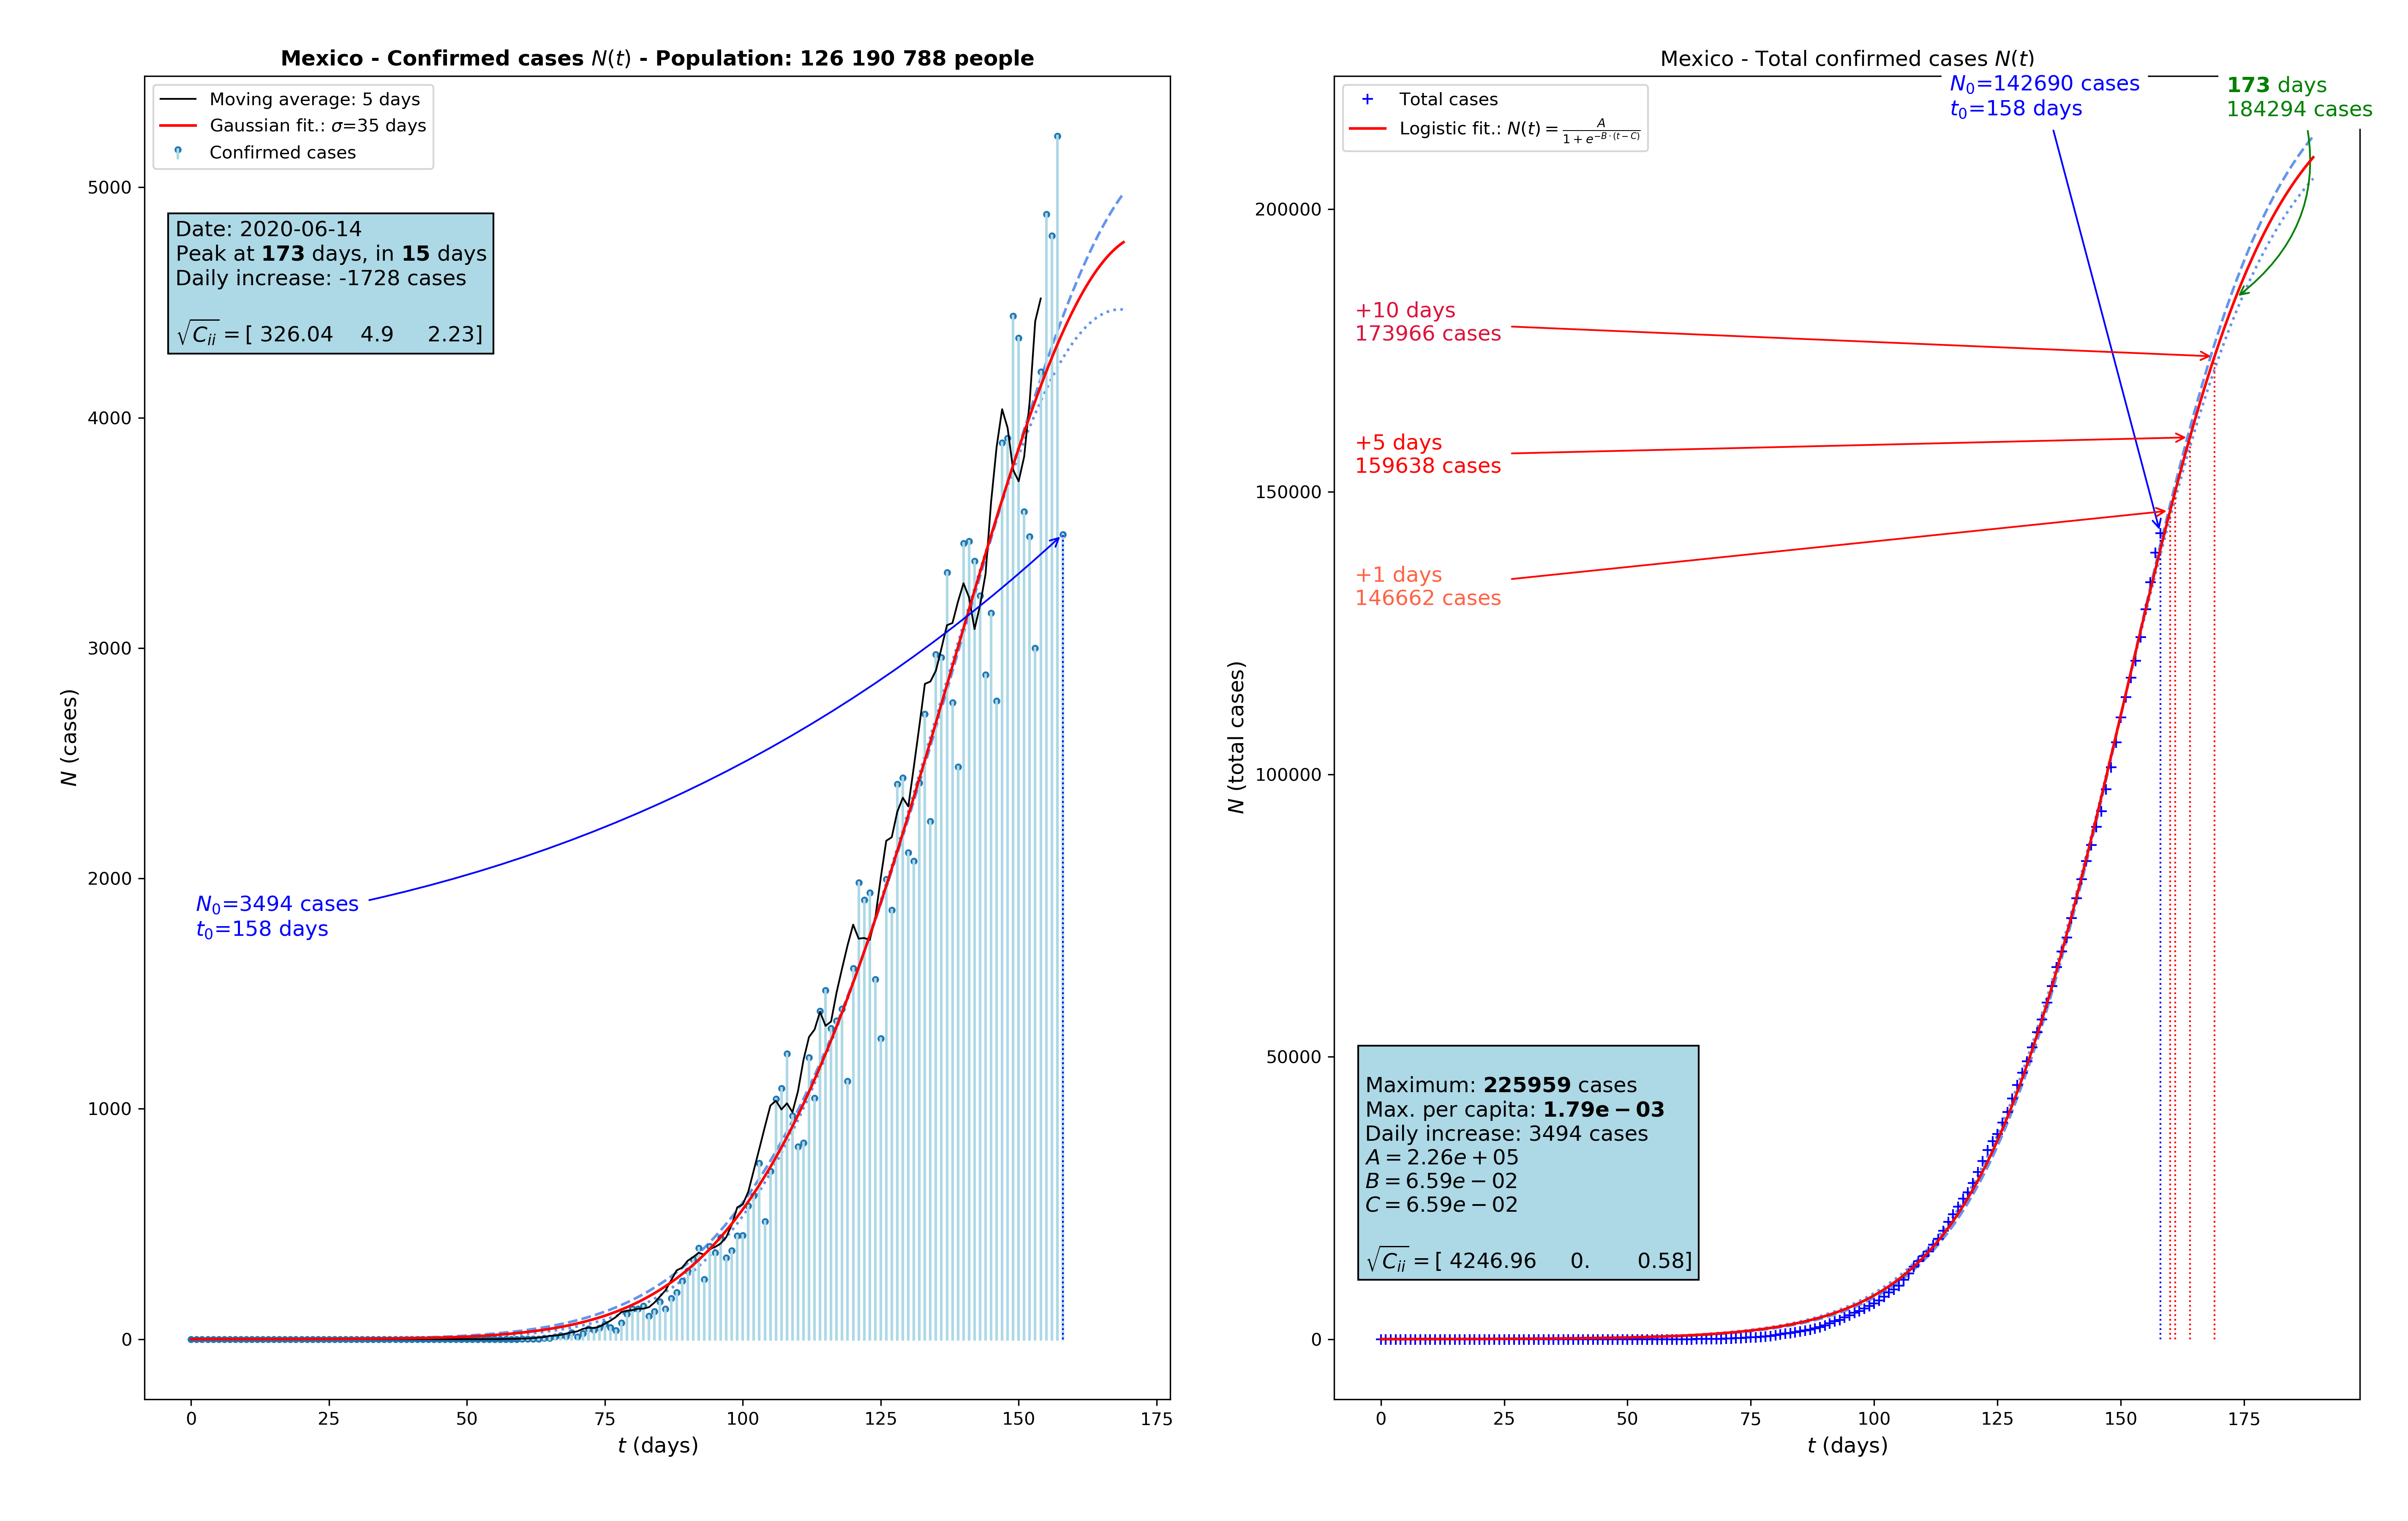 Mexico - Confirmed cases N(t) - Population: 126 190 788 people
Moving average: 5 days
Gaussian fit.: σ=35 days
Confirmed cases
Date: 2020-06-14
Peak at 173 days, in 15 days
Daily increase: -1728 cases
√C_ii = [ 326.04 4.9 2.23]
N_0=3494 cases
t_0=158 days
5000
4000
3000
2000
1000
0
N (cases)
0 25 50 75 100 125 150 175
t (days)
Mexico - Total confirmed cases N(t)
Total cases
Logistic fit.: N(t) = A / (1 + e^{-B·(t-C)})
N_0=142690 cases
t_0=158 days
173 days
184294 cases
+10 days
173966 cases
+5 days
159638 cases
+1 days
146662 cases
Maximum: 225959 cases
Max. per capita: 1.79e − 03
Daily increase: 3494 cases
A = 2.26e + 05
B = 6.59e − 02
C = 6.59e − 02
√C_ii = [ 4246.96 0. 0.58]
200000
150000
100000
50000
0
N (total cases)
0 25 50 75 100 125 150 175
t (days)